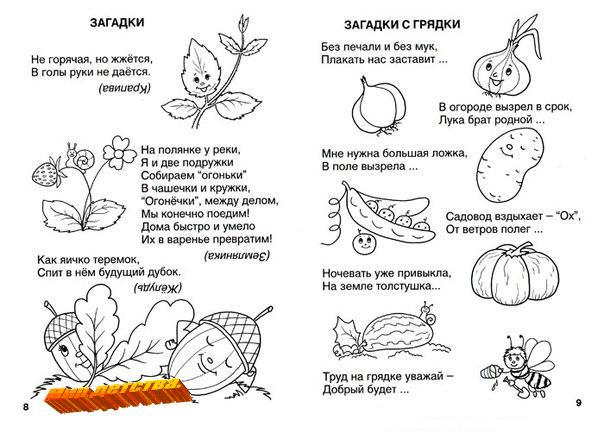 ЗАГАДКИ
Не горячая, но жжётся,
В голы руки не даётся.
(Крапива)
На полянке у реки,
Я и две подружки
Собираем "огоньки"
В чашечки и кружки,
"Огонёчки", между делом,
Мы конечно поедим!
Дома быстро и умело
Их в варенье превратим!
(Земляника)
Как яичко теремок,
Спит в нём будущий дубок.
(Жёлудь)
МИР ДЕТСТВА
8
ЗАГАДКИ С ГРЯДКИ
Без печали и без мук,
Плакать нас заставит ...
В огороде вызрел в срок,
Лука брат родной ...
Мне нужна большая ложка,
В поле вызрела ...
Садовод вздыхает – "Ох",
От ветров полег ...
Ночевать уже привыкла,
На земле толстушка...
Труд на грядке уважай –
Добрый будет ...
9